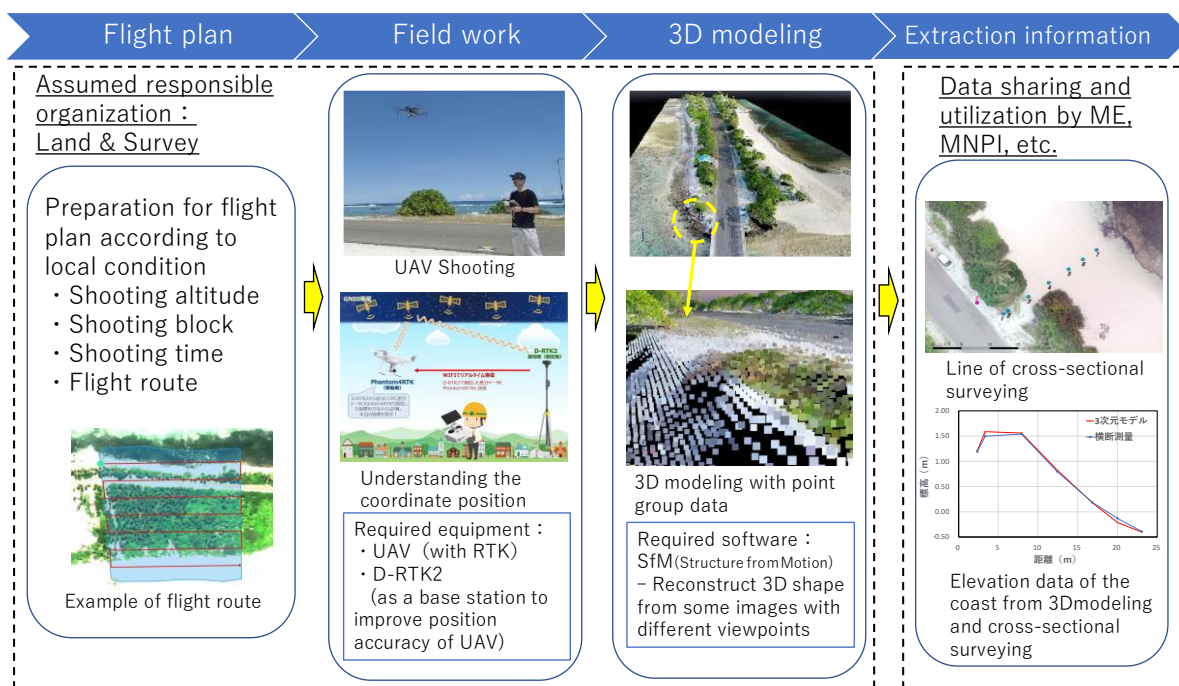 Flight plan
Field work
3D modeling
Extraction information
Assumed responsible
organization：
Land & Survey
Preparation for flight
plan according to
local condition
・Shooting altitude
・Shooting block
・Shooting time
・Flight route
Example of flight route
UAV Shooting
GNSS衛星
D-RTK2
Phantom4RTK
WIFIでリアルタイム通信
Understanding the
coordinate position
Required equipment：
・UAV（with RTK）
・D-RTK2
（as a base station to
improve position
accuracy of UAV）
3D modeling with point
group data
Required software：
SfM(Structure from Motion)
– Reconstruct 3D shape
from some images with
different viewpoints
Data sharing and
utilization by ME,
MNPI, etc.
Line of cross-sectional
surveying
2.00
1.50
1.00
0.50
0.00
-0.50
標高（m）
3次元モデル
横断測量
0 5 10 15 20 25
距離（m）
Elevation data of the
coast from 3Dmodeling
and cross-sectional
surveying